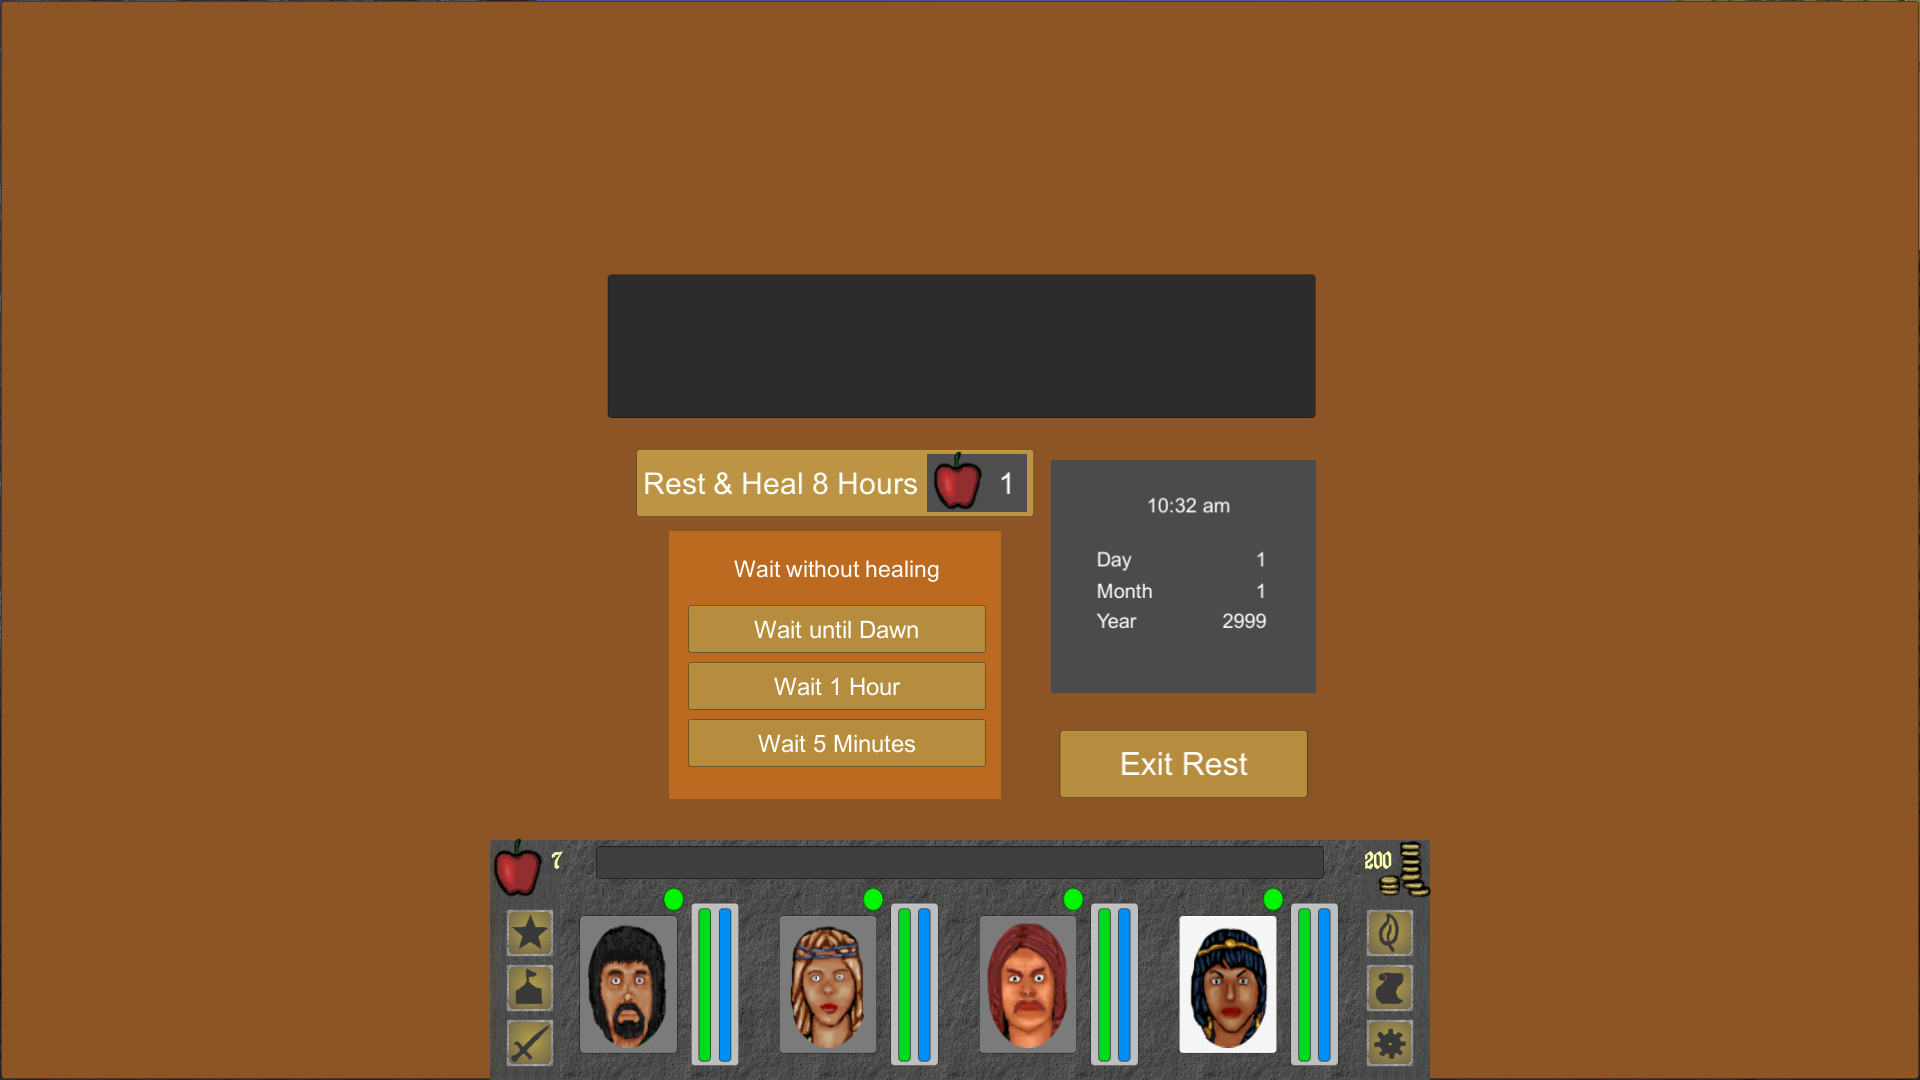 Rest & Heal 8 Hours 1
10:32 am
Day 1
Month 1
Year 2999
Wait without healing
Wait until Dawn
Wait 1 Hour
Wait 5 Minutes
Exit Rest
7
200